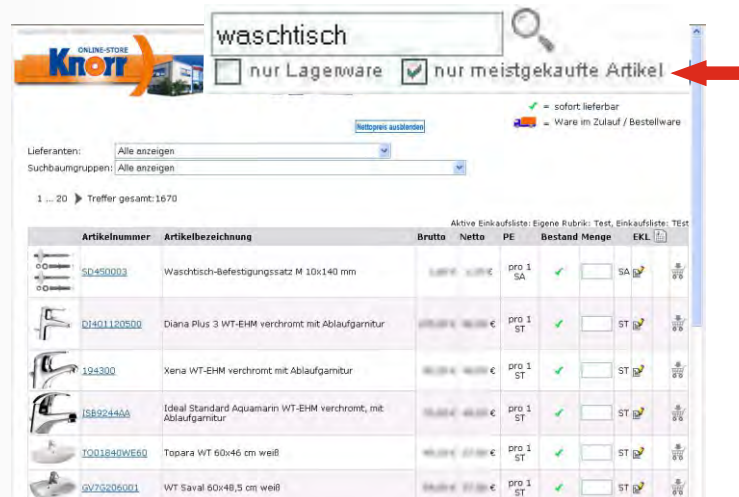 waschtisch
nur Lagerware nur meistgekaufte Artikel
ONLINE-STORE
Knorr
= sofort lieferbar
Nettopreis ausblenden
= Ware im Zulauf / Bestellware
Lieferanten: Alle anzeigen
Suchbaumgruppen: Alle anzeigen
1 ... 20 Treffer gesamt:1670
Aktive Einkaufsliste: Eigene Rubrik: Test, Einkaufsliste: TEst
Artikelnummer Artikelbezeichnung Brutto Netto PE Bestand Menge EKL
SD450003 Waschtisch-Befestigungssatz M 10x140 mm € pro 1 SA SA
DI401120500 Diana Plus 3 WT-EHM verchromt mit Ablaufgarnitur € pro 1 ST ST
194300 Xena WT-EHM verchromt mit Ablaufgarnitur € pro 1 ST ST
ISB9244AA Ideal Standard Aquamarin WT-EHM verchromt, mit Ablaufgarnitur € pro 1 ST ST
TO01840WE60 Topara WT 60x46 cm weiß € pro 1 ST ST
GV7G206001 WT Saval 60x48,5 cm weiß € pro 1 ST ST